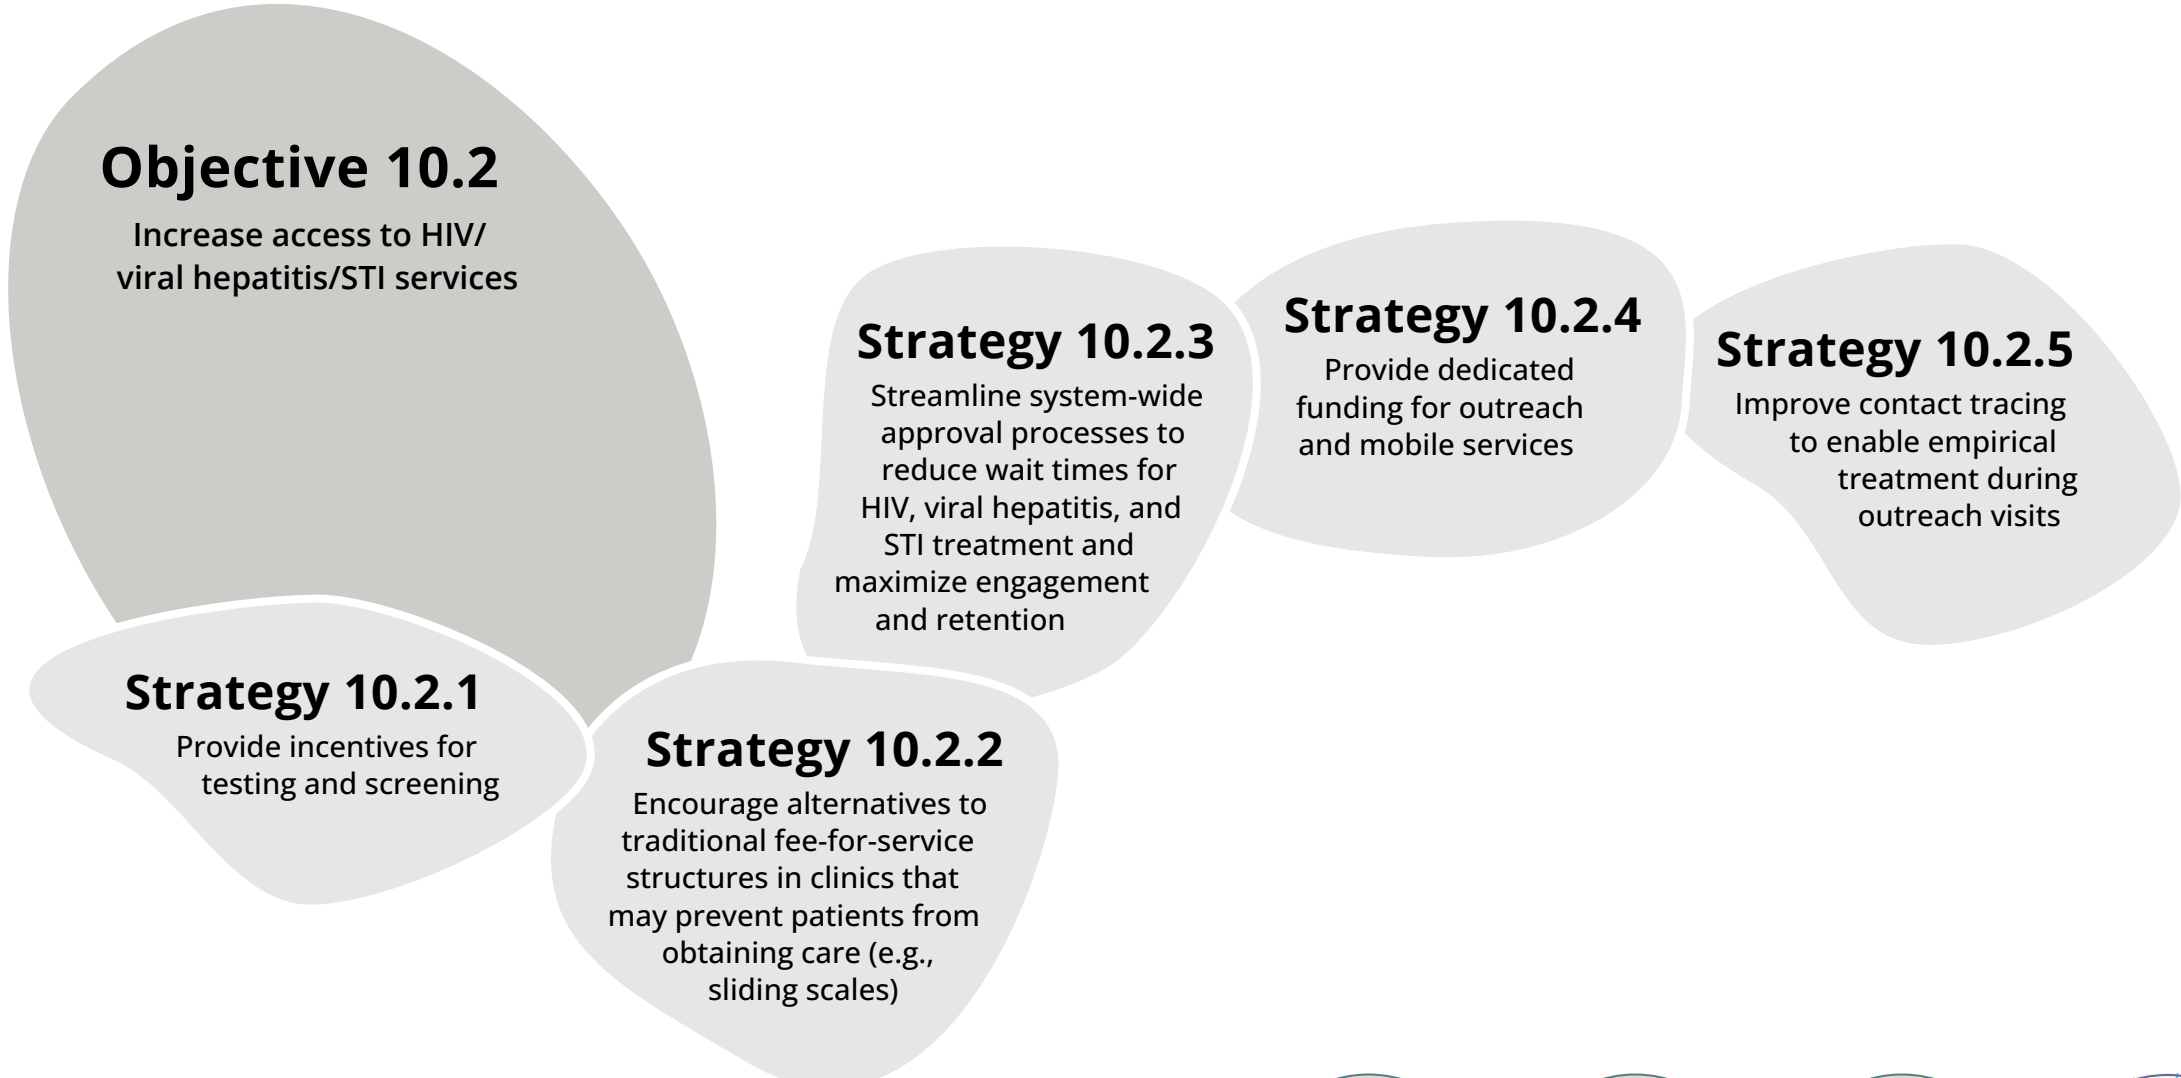 Objective 10.2
Increase access to HIV/
viral hepatitis/STI services
Strategy 10.2.1
Provide incentives for
testing and screening
Strategy 10.2.2
Encourage alternatives to
traditional fee-for-service
structures in clinics that
may prevent patients from
obtaining care (e.g.,
sliding scales)
Strategy 10.2.3
Streamline system-wide
approval processes to
reduce wait times for
HIV, viral hepatitis, and
STI treatment and
maximize engagement
and retention
Strategy 10.2.4
Provide dedicated
funding for outreach
and mobile services
Strategy 10.2.5
Improve contact tracing
to enable empirical
treatment during
outreach visits